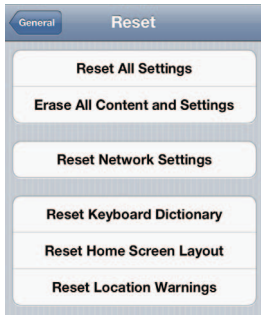 General
Reset
Reset All Settings
Erase All Content and Settings
Reset Network Settings
Reset Keyboard Dictionary
Reset Home Screen Layout
Reset Location Warnings